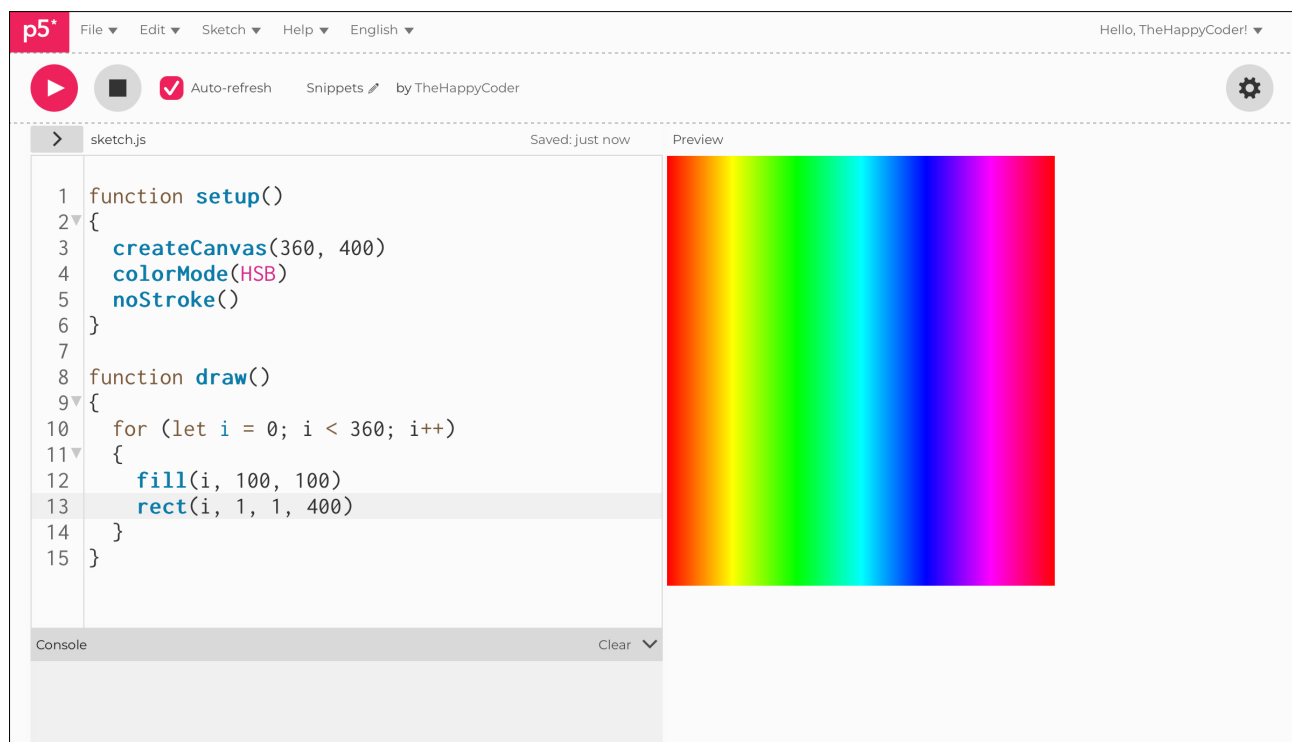 p5* File Edit Sketch Help English Hello, TheHappyCoder!
Auto-refresh Snippets by TheHappyCoder
sketch.js Saved: just now Preview
1 function setup()
2 {
3   createCanvas(360, 400)
4   colorMode(HSB)
5   noStroke()
6 }
7
8 function draw()
9 {
10   for (let i = 0; i < 360; i++)
11   {
12     fill(i, 100, 100)
13     rect(i, 1, 1, 400)
14   }
15 }
Console Clear